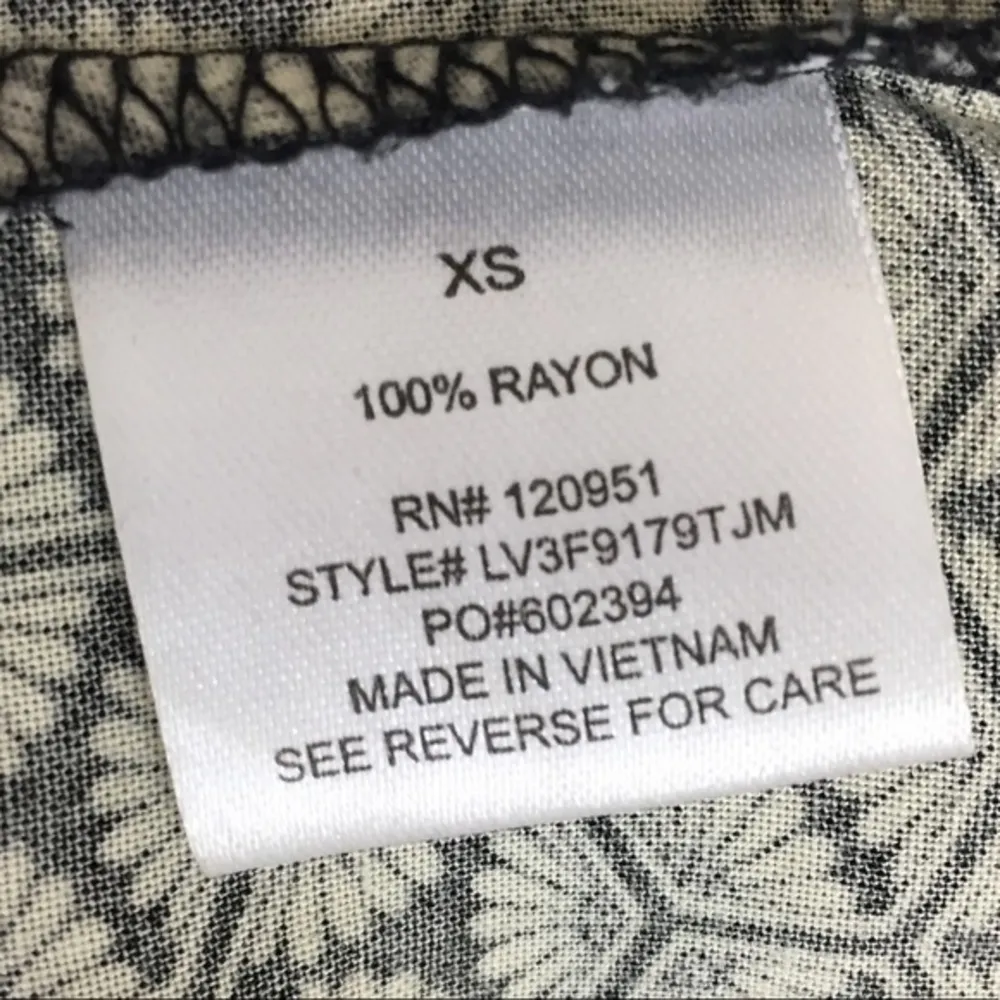 XS
100% RAYON
RN# 120951
STYLE# LV3F9179TJM
PO#602394
MADE IN VIETNAM
SEE REVERSE FOR CARE